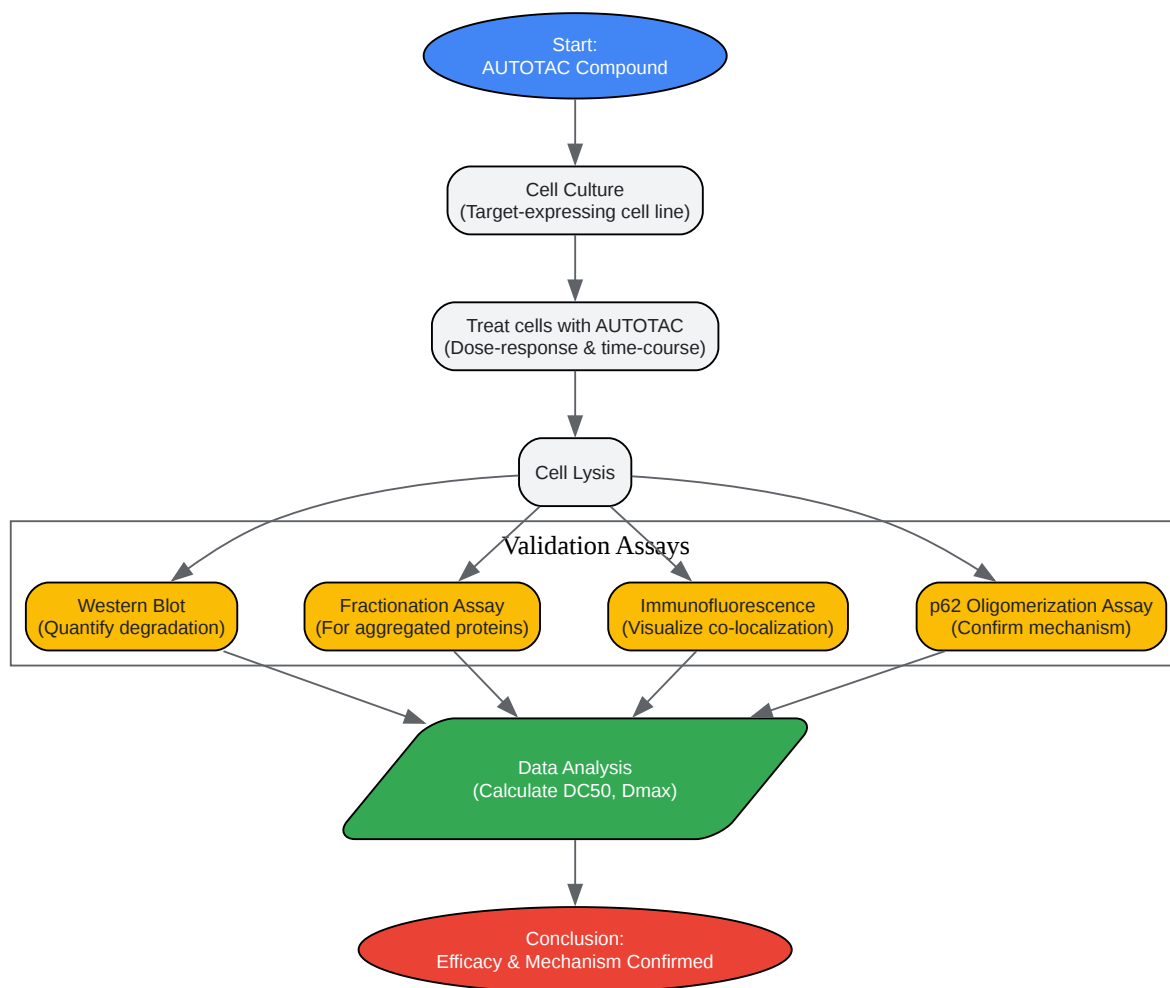 Start:
AUTOTAC Compound
Cell Culture
(Target-expressing cell line)
Treat cells with AUTOTAC
(Dose-response & time-course)
Cell Lysis
Validation Assays
Western Blot
(Quantify degradation)
Fractionation Assay
(For aggregated proteins)
Immunofluorescence
(Visualize co-localization)
p62 Oligomerization Assay
(Confirm mechanism)
Data Analysis
(Calculate DC50, Dmax)
Conclusion:
Efficacy & Mechanism Confirmed